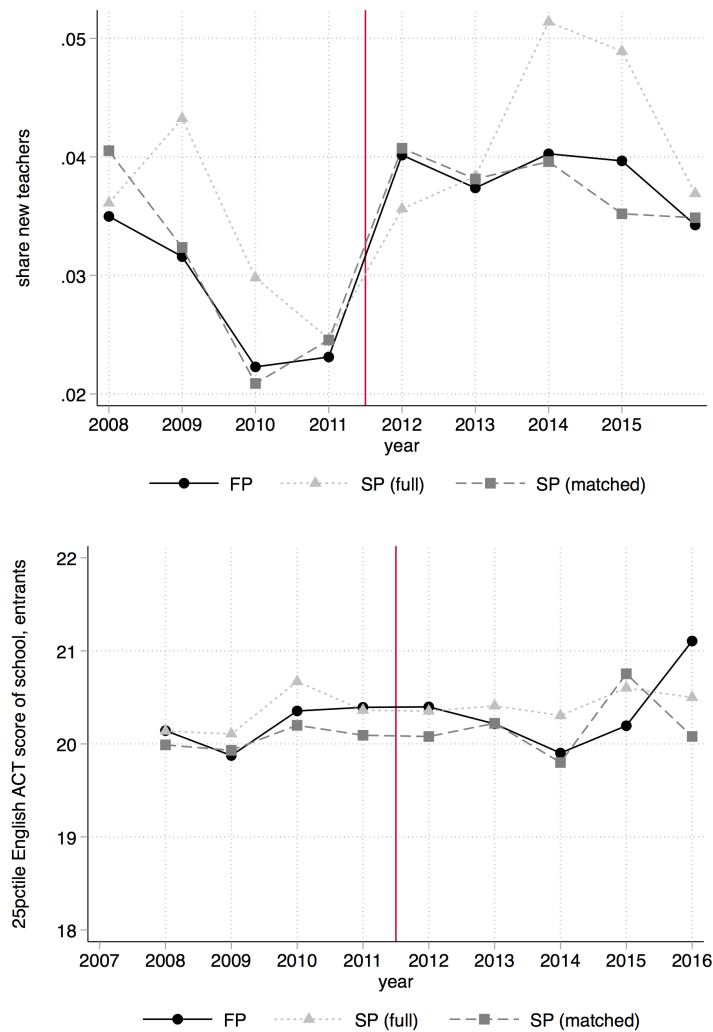 .05
.04
.03
.02
share new teachers
2008 2009 2010 2011 2012 2013 2014 2015
year
FP SP (full) SP (matched)
22
21
20
19
18
25pctile English ACT score of school, entrants
2007 2008 2009 2010 2011 2012 2013 2014 2015 2016
year
FP SP (full) SP (matched)